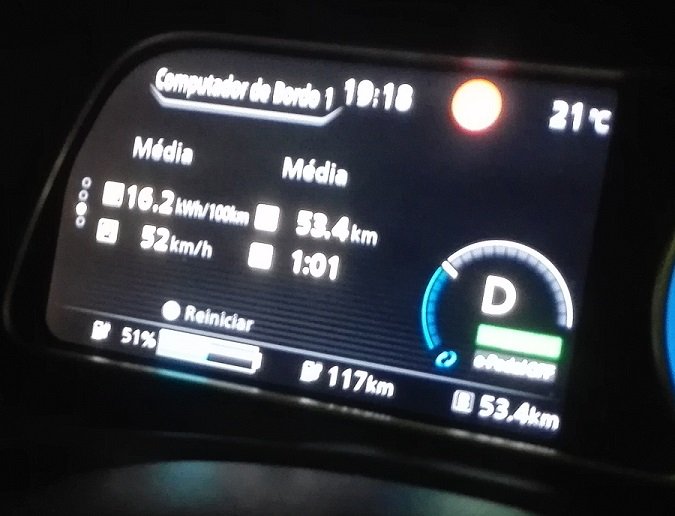 Computador de Bordo 1 19:18 21°C
Média Média
16.2 kWh/100km 53.4 km
52 km/h 1:01
Reiniciar
D
51% 117km 53.4km